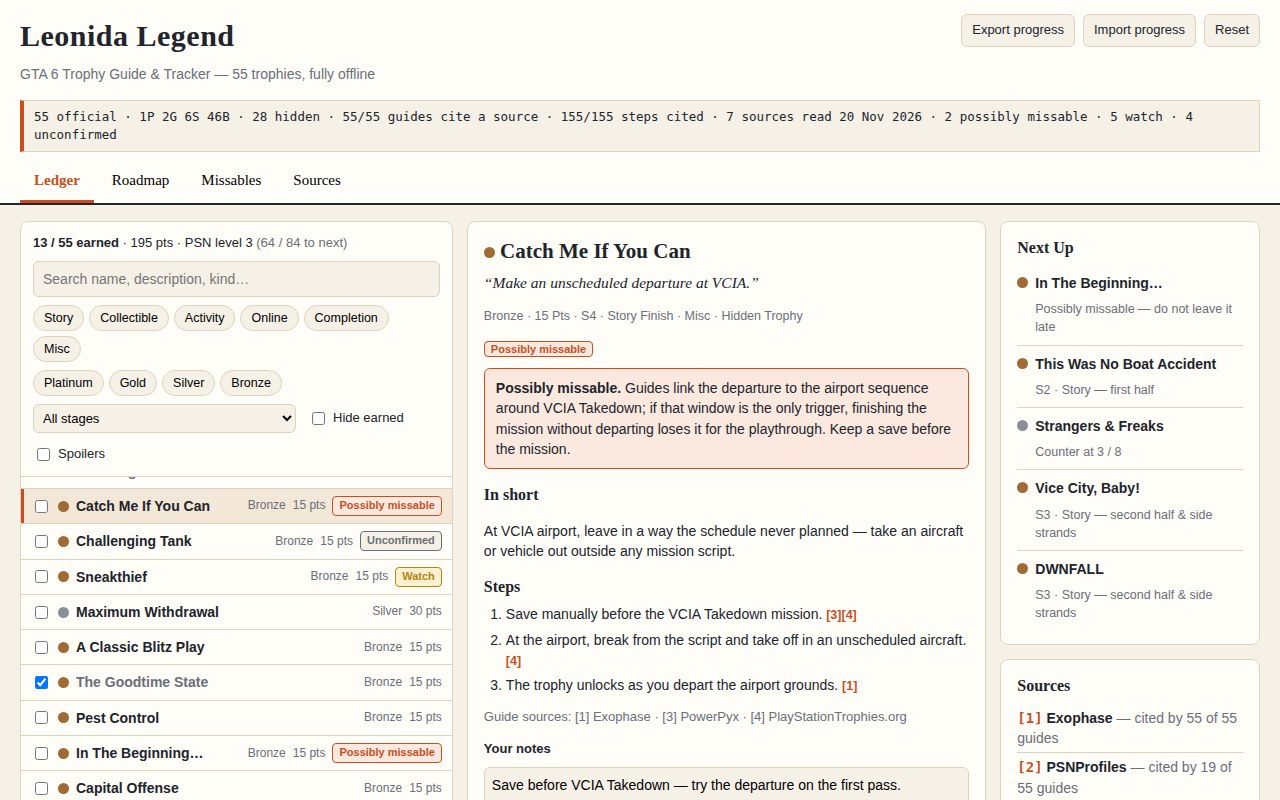 Leonida Legend
Export progress
Import progress
Reset
GTA 6 Trophy Guide & Tracker — 55 trophies, fully offline
55 official · 1P 2G 6S 46B · 28 hidden · 55/55 guides cite a source · 155/155 steps cited · 7 sources read 20 Nov 2026 · 2 possibly missable · 5 watch · 4
unconfirmed
Ledger
Roadmap
Missables
Sources
13 / 55 earned · 195 pts · PSN level 3 (64 / 84 to next)
Search name, description, kind…
Story
Collectible
Activity
Online
Completion
Misc
Platinum
Gold
Silver
Bronze
All stages
Hide earned
Spoilers
Catch Me If You Can Bronze 15 pts Possibly missable
Challenging Tank Bronze 15 pts Unconfirmed
Sneakthief Bronze 15 pts Watch
Maximum Withdrawal Silver 30 pts
A Classic Blitz Play Bronze 15 pts
The Goodtime State Bronze 15 pts
Pest Control Bronze 15 pts
In The Beginning… Bronze 15 pts Possibly missable
Capital Offense Bronze 15 pts
Catch Me If You Can
“Make an unscheduled departure at VCIA.”
Bronze · 15 Pts · S4 · Story Finish · Misc · Hidden Trophy
Possibly missable
Possibly missable. Guides link the departure to the airport sequence
around VCIA Takedown; if that window is the only trigger, finishing the
mission without departing loses it for the playthrough. Keep a save before
the mission.
In short
At VCIA airport, leave in a way the schedule never planned — take an aircraft
or vehicle out outside any mission script.
Steps
1. Save manually before the VCIA Takedown mission. [3][4]
2. At the airport, break from the script and take off in an unscheduled aircraft.
[4]
3. The trophy unlocks as you depart the airport grounds. [1]
Guide sources: [1] Exophase · [3] PowerPyx · [4] PlayStationTrophies.org
Your notes
Save before VCIA Takedown — try the departure on the first pass.
Next Up
In The Beginning…
Possibly missable — do not leave it
late
This Was No Boat Accident
S2 · Story — first half
Strangers & Freaks
Counter at 3 / 8
Vice City, Baby!
S3 · Story — second half & side
strands
DWNFALL
S3 · Story — second half & side
strands
Sources
[1] Exophase — cited by 55 of 55
guides
[2] PSNProfiles — cited by 19 of
55 guides